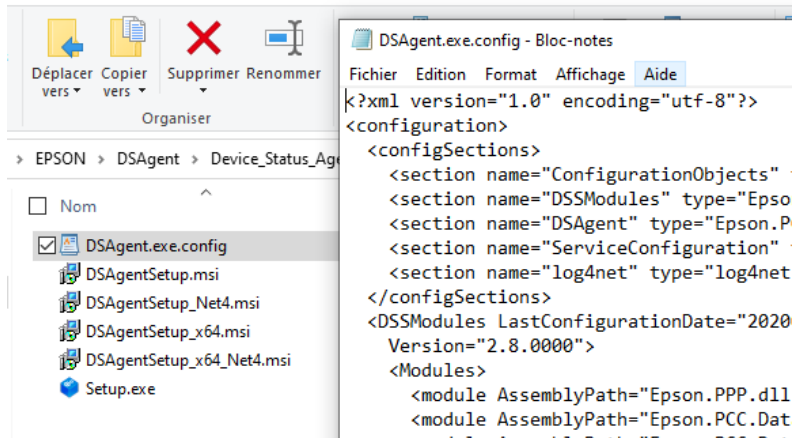 Déplacer vers
Copier vers
Supprimer
Renommer
Organiser
EPSON > DSAgent > Device_Status_Age
Nom
DSAgent.exe.config
DSAgentSetup.msi
DSAgentSetup_Net4.msi
DSAgentSetup_x64.msi
DSAgentSetup_x64_Net4.msi
Setup.exe
DSAgent.exe.config - Bloc-notes
Fichier Edition Format Affichage Aide
<?xml version="1.0" encoding="utf-8"?>
<configuration>
<configSections>
<section name="ConfigurationObjects"
<section name="DSSModules" type="Epso
<section name="DSAgent" type="Epson.P
<section name="ServiceConfiguration"
<section name="log4net" type="log4net
</configSections>
<DSSModules LastConfigurationDate="2020
Version="2.8.0000">
<Modules>
<module AssemblyPath="Epson.PPP.dll
<module AssemblyPath="Epson.PCC.Dat